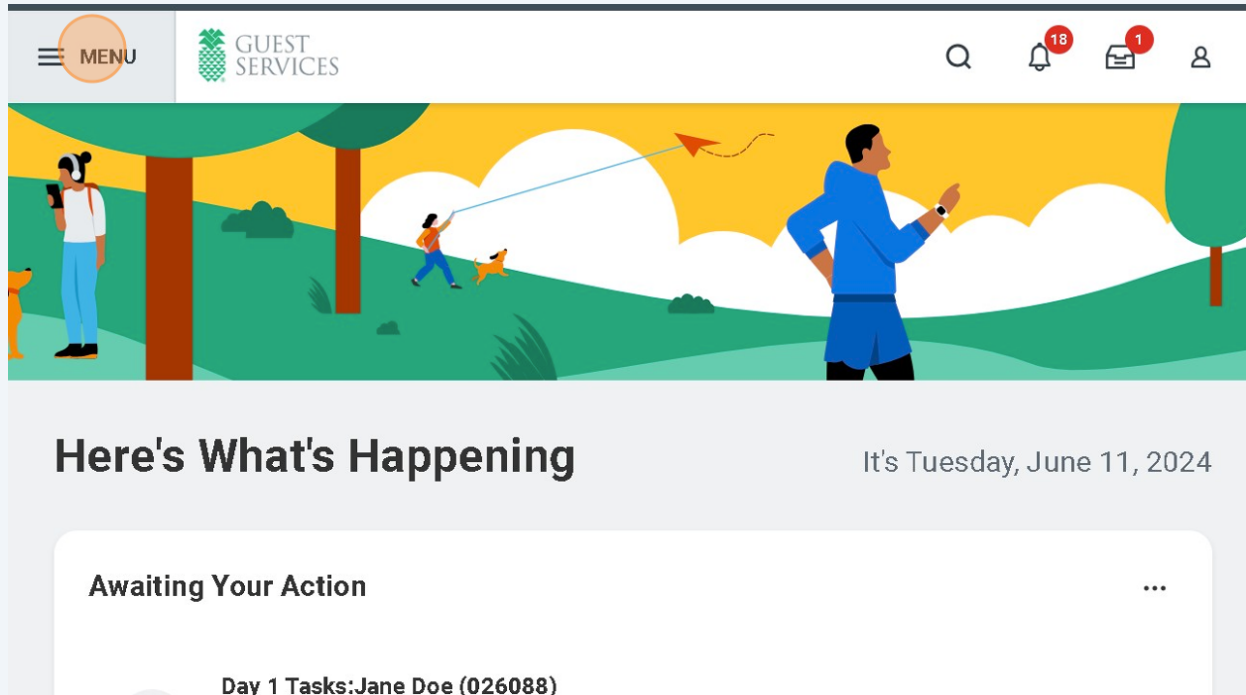 MENU
GUEST
SERVICES
18
1
Here's What's Happening
It's Tuesday, June 11, 2024
Awaiting Your Action
Day 1 Tasks:Jane Doe (026088)